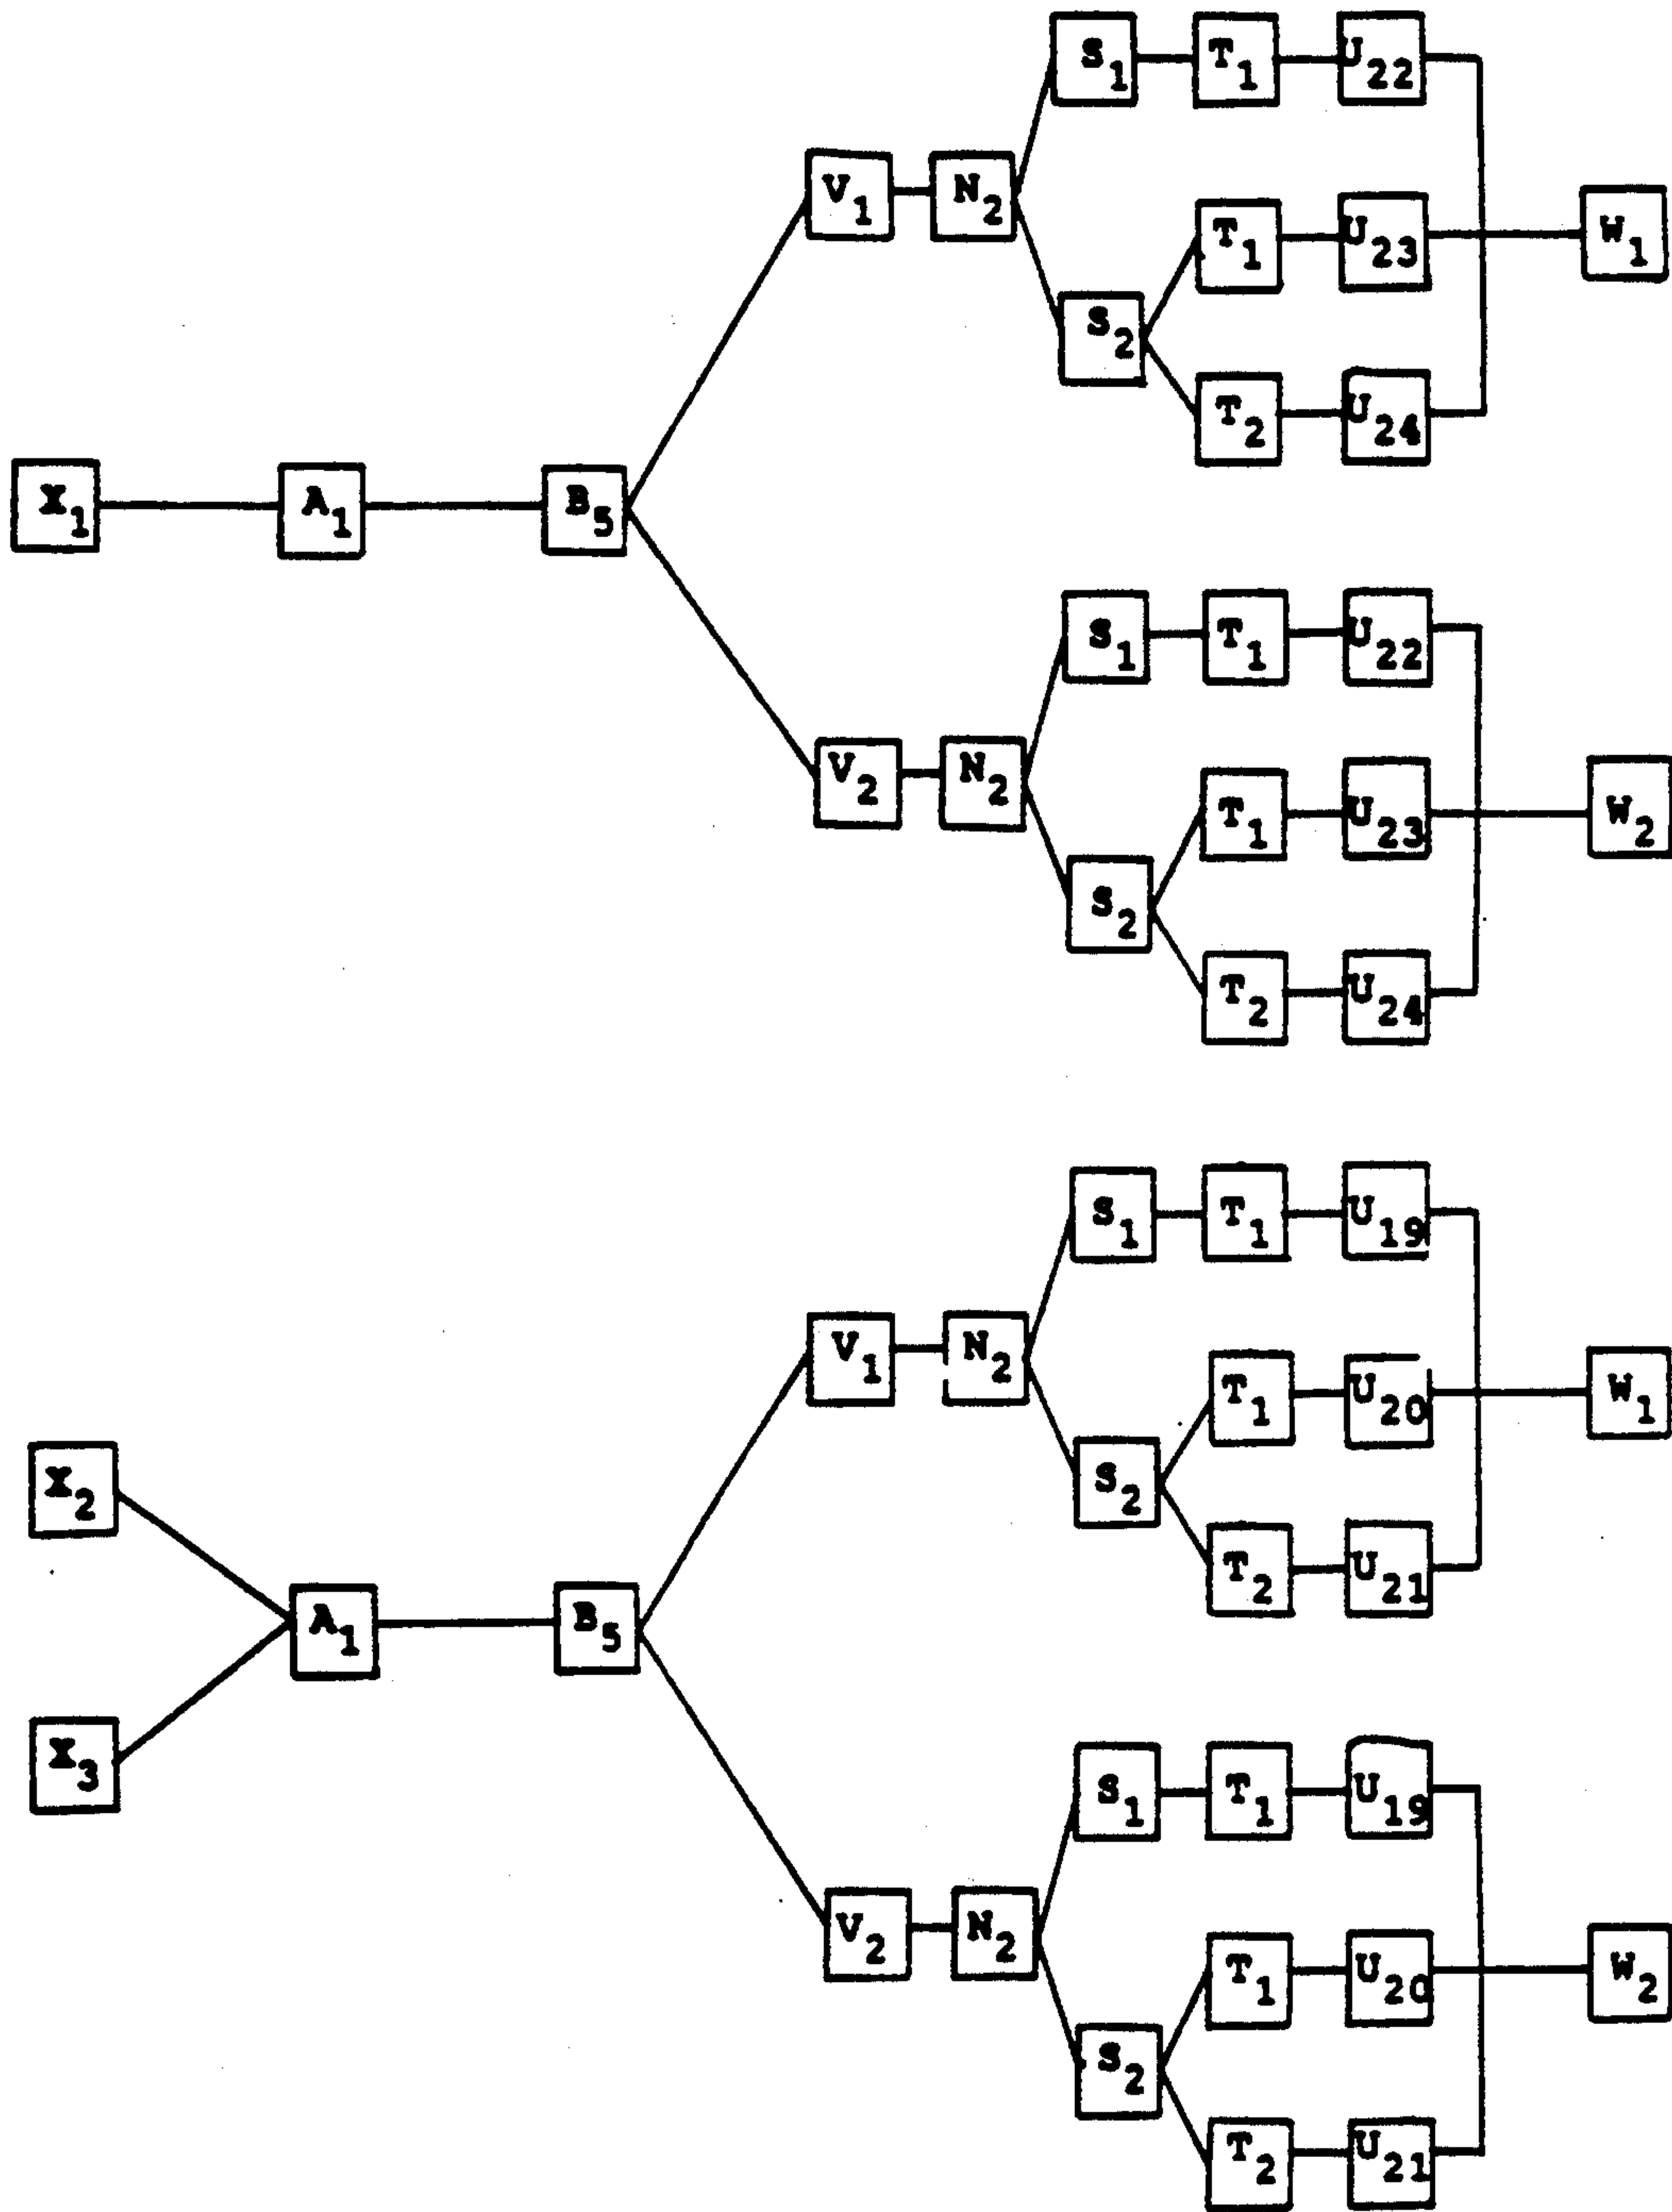 S1 T1 U22
V1 N2
T1 U23 W1
S2
T2 U24
X1 A1 B5
S1 T1 U22
V2 N2
T1 U23 W2
S2
T2 U24
S1 T1 U19
V1 N2
T1 U20 W1
X2
S2
T2 U21
A1 B5
X3
S1 T1 U19
V2 N2
T1 U20 W2
S2
T2 U21